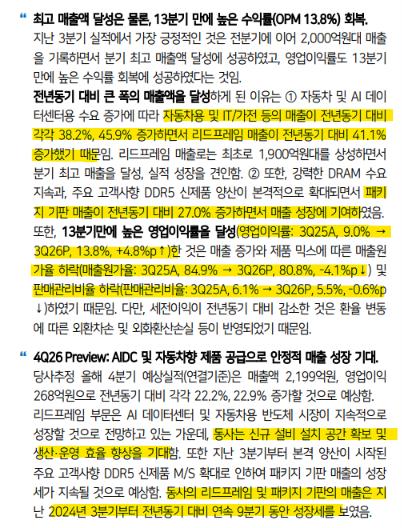 “ 최고 매출액 달성은 물론, 13분기 만에 높은 수익률(OPM 13.8%) 회복.
지난 3분기 실적에서 가장 긍정적인 것은 전분기에 이어 2,000억원대 매출
을 기록하면서 분기 최고 매출액 달성에 성공하였고, 영업이익률도 13분기
만에 높은 수익률 회복에 성공하였다는 것임.
전년동기 대비 큰 폭의 매출액을 달성하게 된 이유는 ① 자동차 및 AI 데이
터센터용 수요 증가에 따라 자동차용 및 IT/가전 등의 매출이 전년동기 대비
각각 38.2%, 45.9% 증가하면서 리드프레임 매출이 전년동기 대비 41.1%
증가했기 때문임. 리드프레임 매출로는 최초로 1,900억원대를 상성하면서
분기 최고 매출을 달성, 실적 성장을 견인함. ② 또한, 강력한 DRAM 수요
지속과, 주요 고객사향 DDR5 신제품 양산이 본격적으로 확대되면서 패키
지 기판 매출이 전년동기 대비 27.0% 증가하면서 매출 성장에 기여하였음.
또한, 13분기만에 높은 영업이익률을 달성(영업이익률: 3Q25A, 9.0% →
3Q26P, 13.8%, +4.8%p↑)한 것은 매출 증가와 제품 믹스에 따른 매출원
가율 하락(매출원가율: 3Q25A, 84.9% → 3Q26P, 80.8%, -4.1%p↓) 및
판매관리비율 하락(판매관리비율: 3Q25A, 6.1% → 3Q26P, 5.5%, -0.6%p
↓)하였기 때문임. 다만, 세전이익이 전년동기 대비 감소한 것은 환율 변동
에 따른 외환차손 및 외화환산손실 등이 반영되었기 때문임.
“ 4Q26 Preview: AIDC 및 자동차향 제품 공급으로 안정적 매출 성장 기대.
당사추정 올해 4분기 예상실적(연결기준)은 매출액 2,199억원, 영업이익
268억원으로 전년동기 대비 각각 22.2%, 22.9% 증가할 것으로 예상함.
리드프레임 부문은 AI 데이터센터 및 자동차용 반도체 시장이 지속적으로
성장할 것으로 전망하고 있는 가운데, 동사는 신규 설비 설치 공간 확보 및
생산·운영 효율 향상을 기대함. 또한 지난 3분기부터 본격 양산이 시작된
주요 고객사향 DDR5 신제품 M/S 확대로 인하여 패키지 기판 매출의 성장
세가 지속될 것으로 예상함. 동사의 리드프레임 및 패키지 기판의 매출은 지
난 2024년 3분기부터 전년동기 대비 연속 9분기 동안 성장세를 보였음.